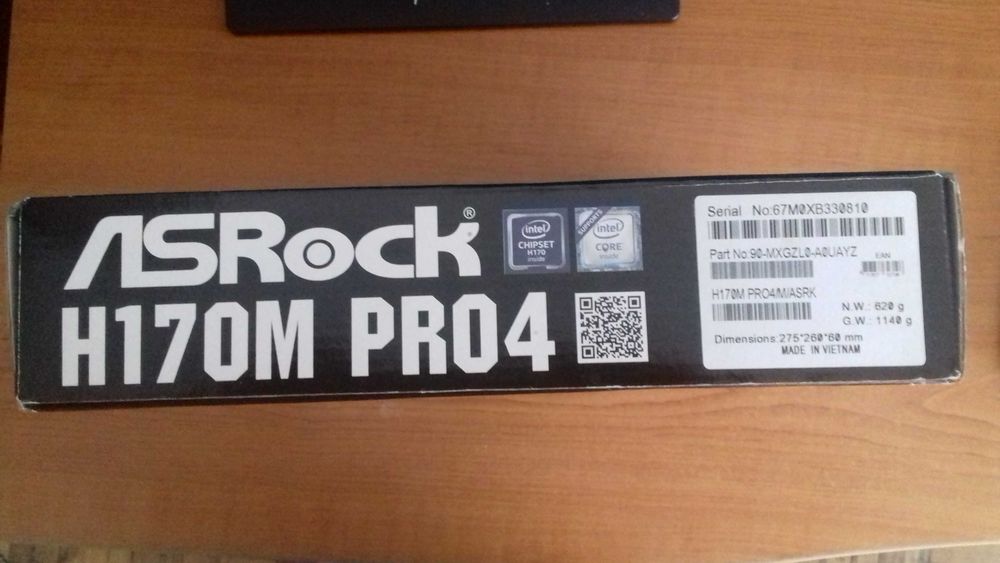 ASRock®
H170M PRO4
intel
CHIPSET
H170
inside
SUPPORTS
intel
CORE
inside
Serial No:67M0XB330810
Part No:90-MXGZL0-A0UAYZ
EAN
H170M PRO4/M/ASRK
N.W.: 620 g
G.W.: 1140 g
Dimensions:275*260*60 mm
MADE IN VIETNAM